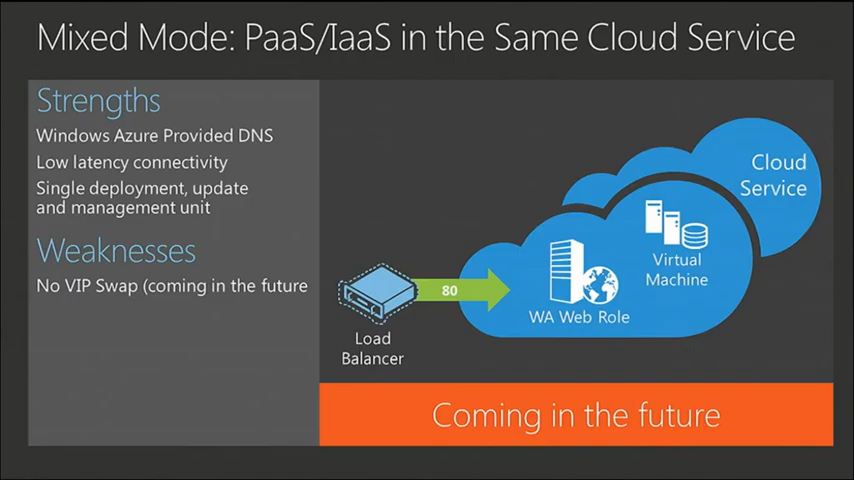 Mixed Mode: PaaS/IaaS in the Same Cloud Service
Strengths
Windows Azure Provided DNS
Low latency connectivity
Single deployment, update
and management unit
Weaknesses
No VIP Swap (coming in the future
Cloud
Service
Virtual
Machine
80
WA Web Role
Load
Balancer
Coming in the future